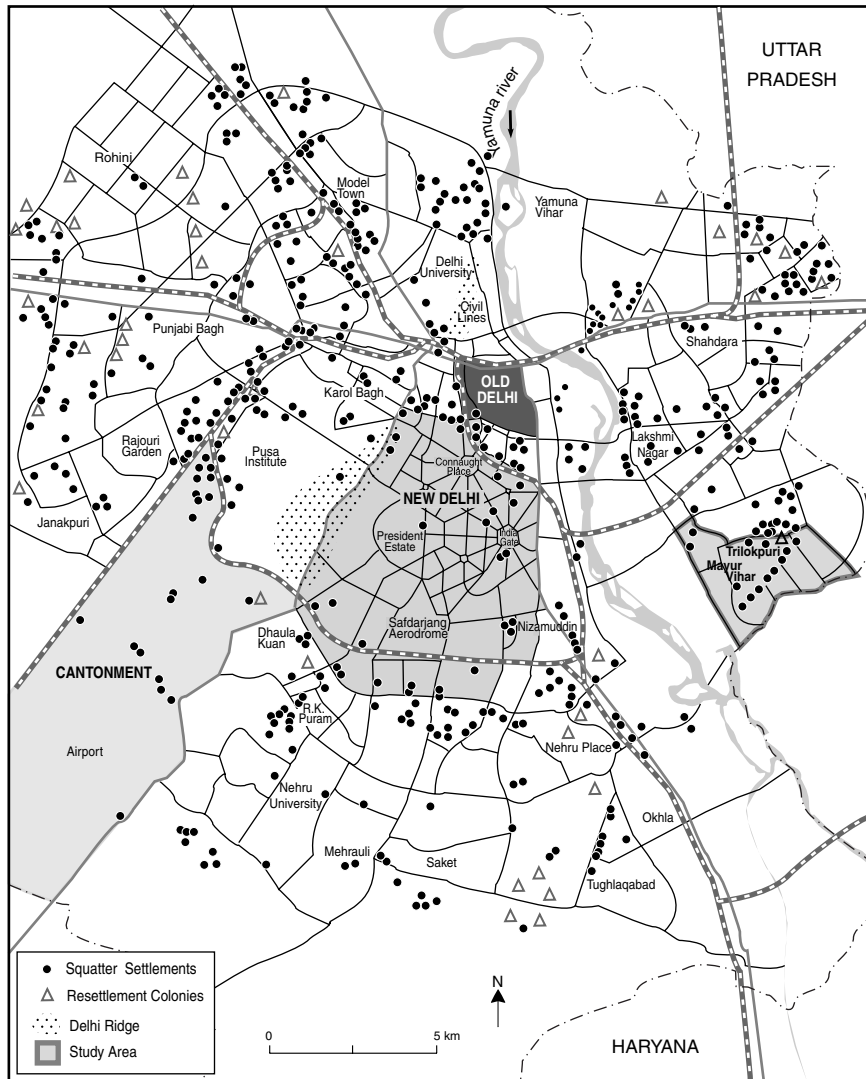 UTTAR
PRADESH
Yamuna river
Rohini
Model
Town
Yamuna
Vihar
Delhi
University
Civil
Lines
Punjabi Bagh
Shahdara
OLD
DELHI
Karol Bagh
Rajouri
Garden
Pusa
Institute
Lakshmi
Nagar
Connaught
Place
NEW DELHI
Janakpuri
President
Estate
India
Gate
Trilokpuri
Mayur
Vihar
Safdarjang
Aerodrome
Nizamuddin
Dhaula
Kuan
CANTONMENT
R.K.
Puram
Airport
Nehru Place
Nehru
University
Okhla
Mehrauli
Saket
Tughlaqabad
Squatter Settlements
Resettlement Colonies
Delhi Ridge
Study Area
N
0 5 km
HARYANA